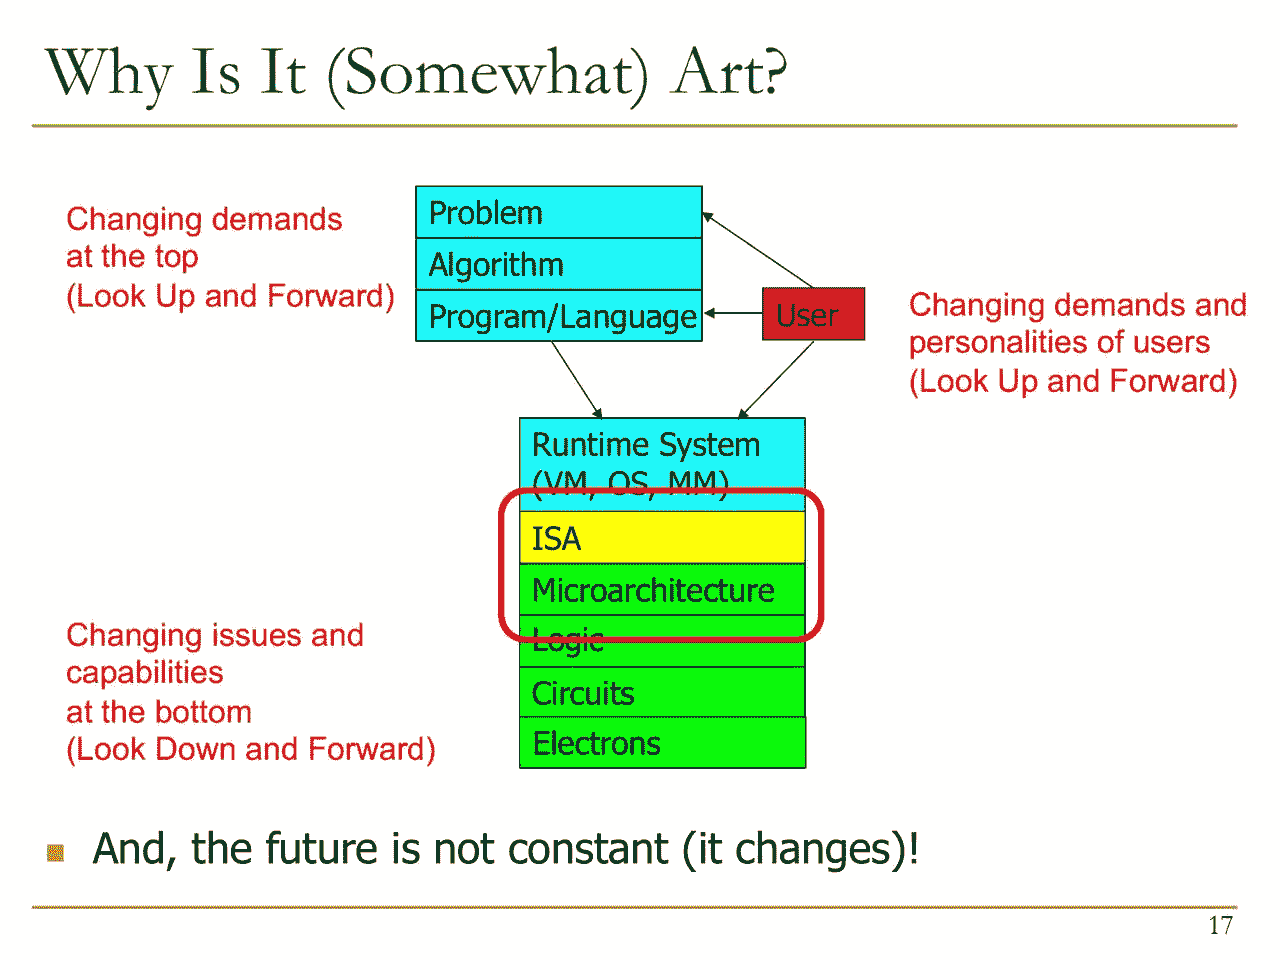 Why Is It (Somewhat) Art?
Changing demands
at the top
(Look Up and Forward)
Problem
Algorithm
Program/Language
User
Changing demands and
personalities of users
(Look Up and Forward)
Runtime System
(VM, OS, MM)
ISA
Microarchitecture
Logic
Circuits
Electrons
Changing issues and
capabilities
at the bottom
(Look Down and Forward)
And, the future is not constant (it changes)!
17